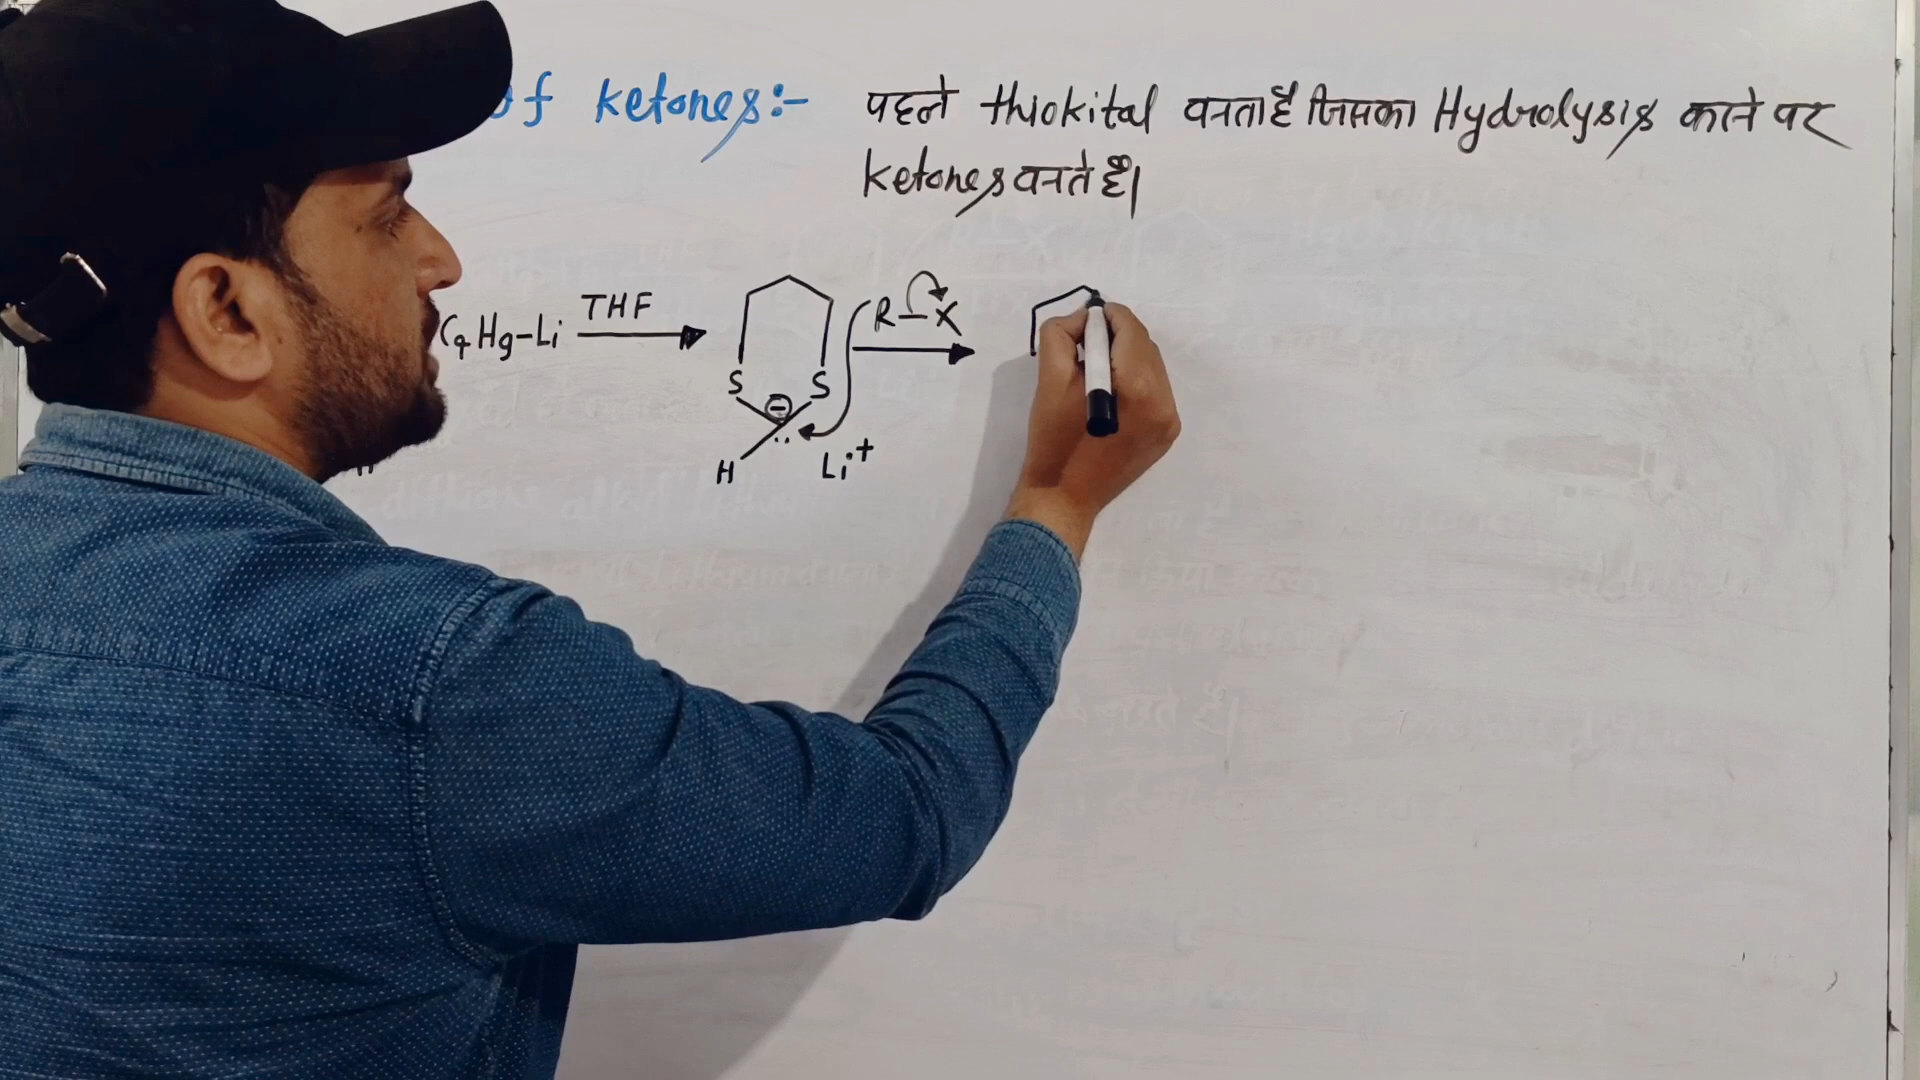 of ketones:- पहले thiokital बनता है जिसका Hydrolysis करने पर
ketones बनते है।
C4H9-Li THF R-X
S S
⊖
H Li+
H